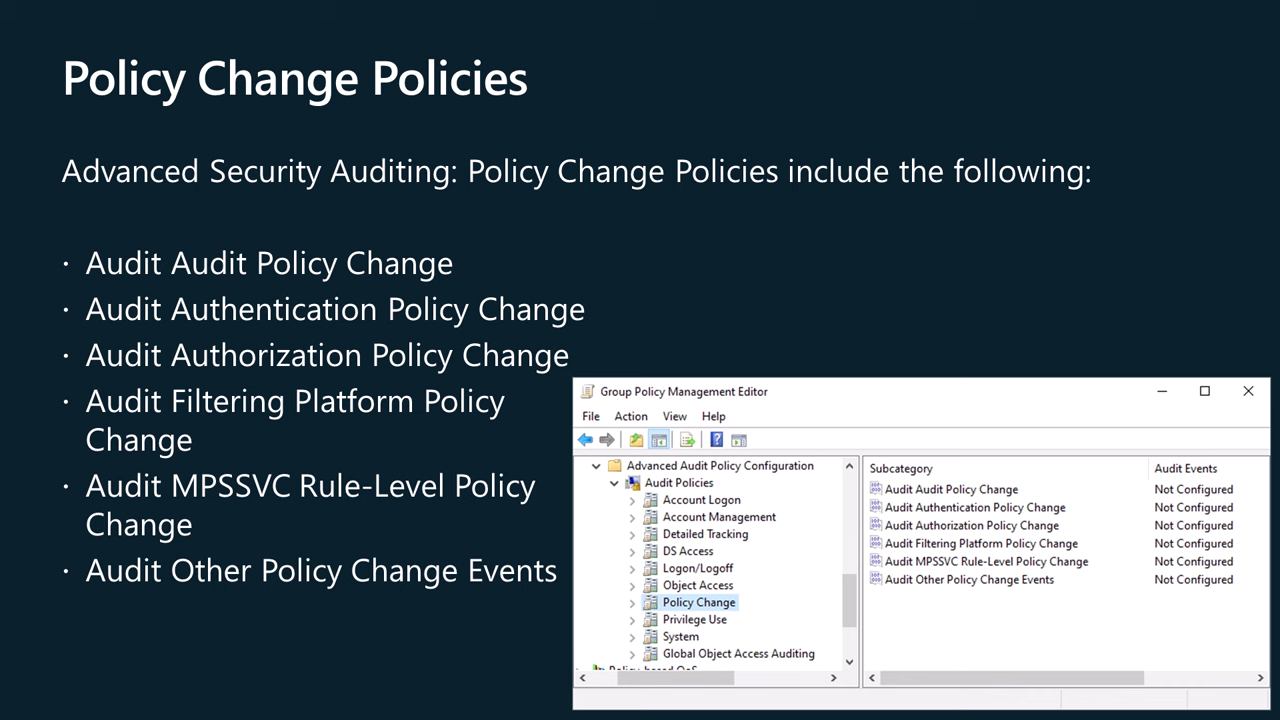 Policy Change Policies
Advanced Security Auditing: Policy Change Policies include the following:
· Audit Audit Policy Change
· Audit Authentication Policy Change
· Audit Authorization Policy Change
· Audit Filtering Platform Policy
Change
· Audit MPSSVC Rule-Level Policy
Change
· Audit Other Policy Change Events
Group Policy Management Editor
File Action View Help
Advanced Audit Policy Configuration
Audit Policies
Account Logon
Account Management
Detailed Tracking
DS Access
Logon/Logoff
Object Access
Policy Change
Privilege Use
System
Global Object Access Auditing
Policy-based QoS
Subcategory Audit Events
Audit Audit Policy Change Not Configured
Audit Authentication Policy Change Not Configured
Audit Authorization Policy Change Not Configured
Audit Filtering Platform Policy Change Not Configured
Audit MPSSVC Rule-Level Policy Change Not Configured
Audit Other Policy Change Events Not Configured